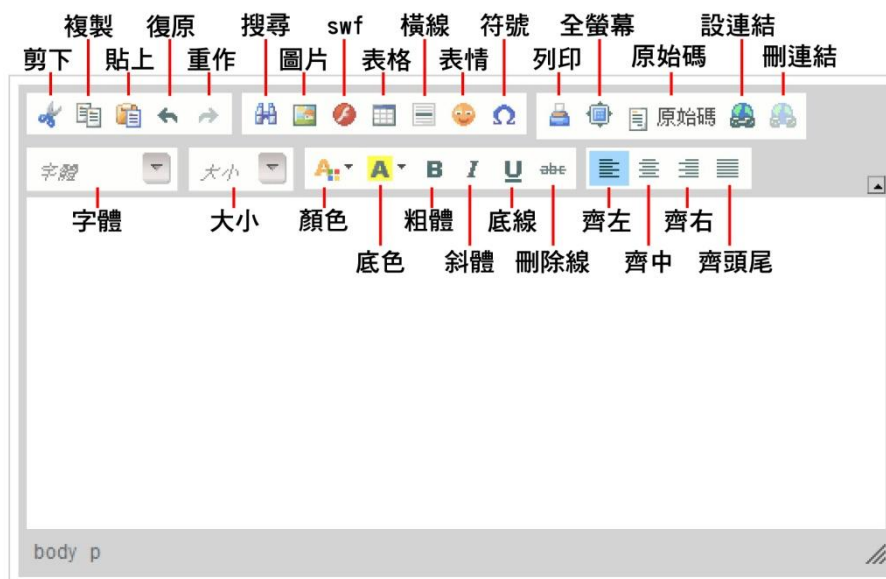 複製 復原 搜尋 swf 橫線 符號 全螢幕 設連結
剪下 貼上 重作 圖片 表格 表情 列印 原始碼 刪連結
原始碼
字體 大小 A A B I U abc
字體 大小 顏色 粗體 底線 齊左 齊右
底色 斜體 刪除線 齊中 齊頭尾
body p